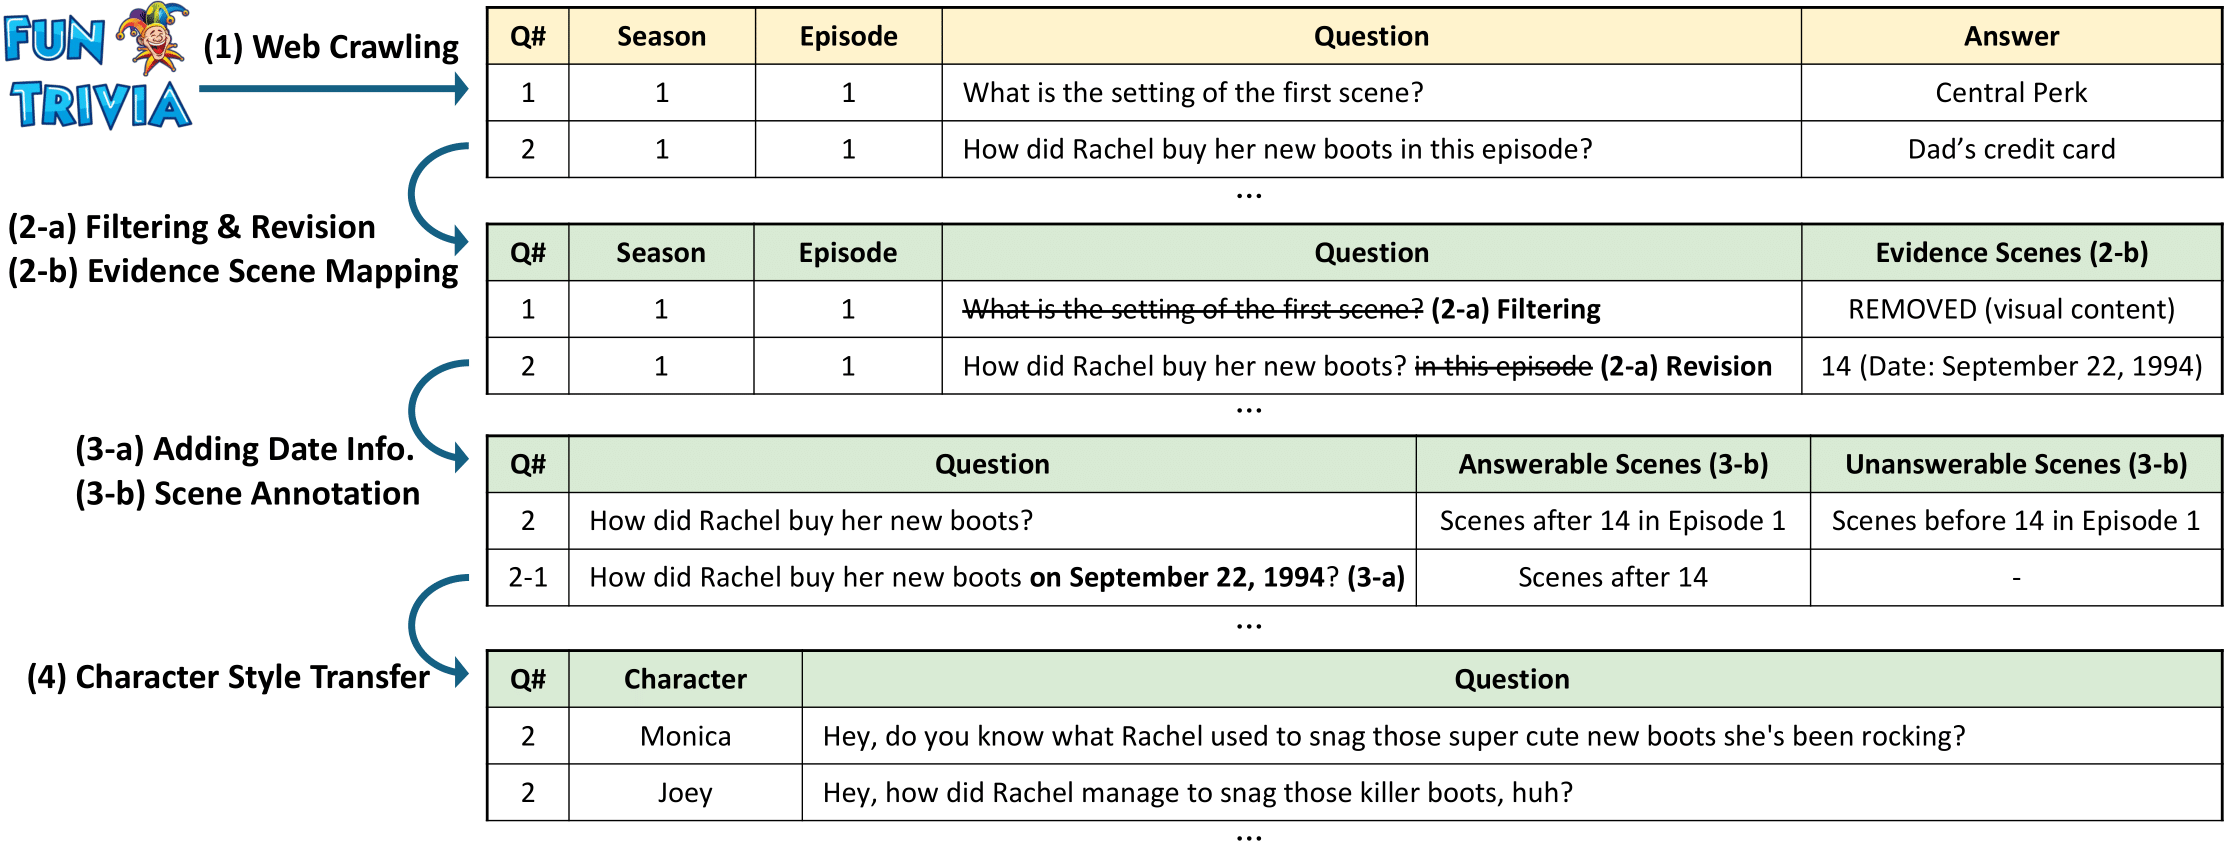 FUN
TRIVIA
(1) Web Crawling
Q# Season Episode Question Answer
1 1 1 What is the setting of the first scene? Central Perk
2 1 1 How did Rachel buy her new boots in this episode? Dad’s credit card
...
(2-a) Filtering & Revision
(2-b) Evidence Scene Mapping
Q# Season Episode Question Evidence Scenes (2-b)
1 1 1 What is the setting of the first scene? (2-a) Filtering REMOVED (visual content)
2 1 1 How did Rachel buy her new boots? in this episode (2-a) Revision 14 (Date: September 22, 1994)
...
(3-a) Adding Date Info.
(3-b) Scene Annotation
Q# Question Answerable Scenes (3-b) Unanswerable Scenes (3-b)
2 How did Rachel buy her new boots? Scenes after 14 in Episode 1 Scenes before 14 in Episode 1
2-1 How did Rachel buy her new boots on September 22, 1994? (3-a) Scenes after 14 -
...
(4) Character Style Transfer
Q# Character Question
2 Monica Hey, do you know what Rachel used to snag those super cute new boots she's been rocking?
2 Joey Hey, how did Rachel manage to snag those killer boots, huh?
...